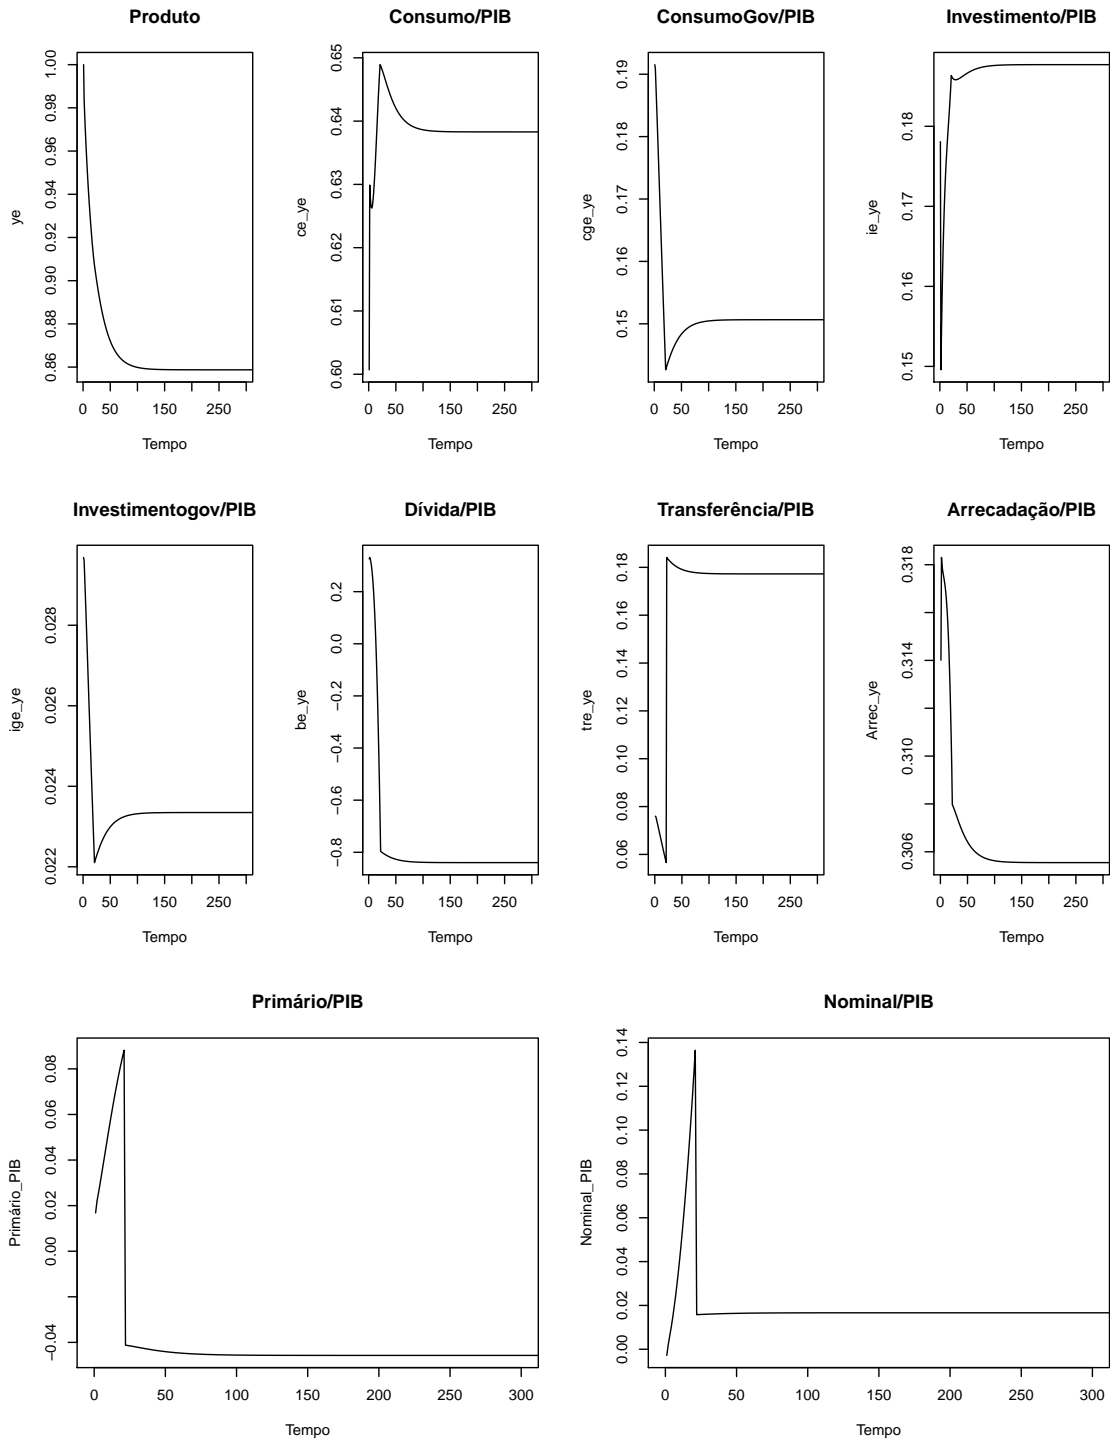 Produto
ye
0.86 0.88 0.90 0.92 0.94 0.96 0.98 1.00
0 50 150 250
Tempo
Consumo/PIB
ce_ye
0.60 0.61 0.62 0.63 0.64 0.65
0 50 150 250
Tempo
ConsumoGov/PIB
cge_ye
0.15 0.16 0.17 0.18 0.19
0 50 150 250
Tempo
Investimento/PIB
ie_ye
0.15 0.16 0.17 0.18
0 50 150 250
Tempo
Investimentogov/PIB
ige_ye
0.022 0.024 0.026 0.028
0 50 150 250
Tempo
Dívida/PIB
be_ye
−0.8 −0.6 −0.4 −0.2 0.0 0.2
0 50 150 250
Tempo
Transferência/PIB
tre_ye
0.06 0.08 0.10 0.12 0.14 0.16 0.18
0 50 150 250
Tempo
Arrecadação/PIB
Arrec_ye
0.306 0.310 0.314 0.318
0 50 150 250
Tempo
Primário/PIB
Primário_PIB
−0.04 0.00 0.02 0.04 0.06 0.08
0 50 100 150 200 250 300
Tempo
Nominal/PIB
Nominal_PIB
0.00 0.02 0.04 0.06 0.08 0.10 0.12 0.14
0 50 100 150 200 250 300
Tempo